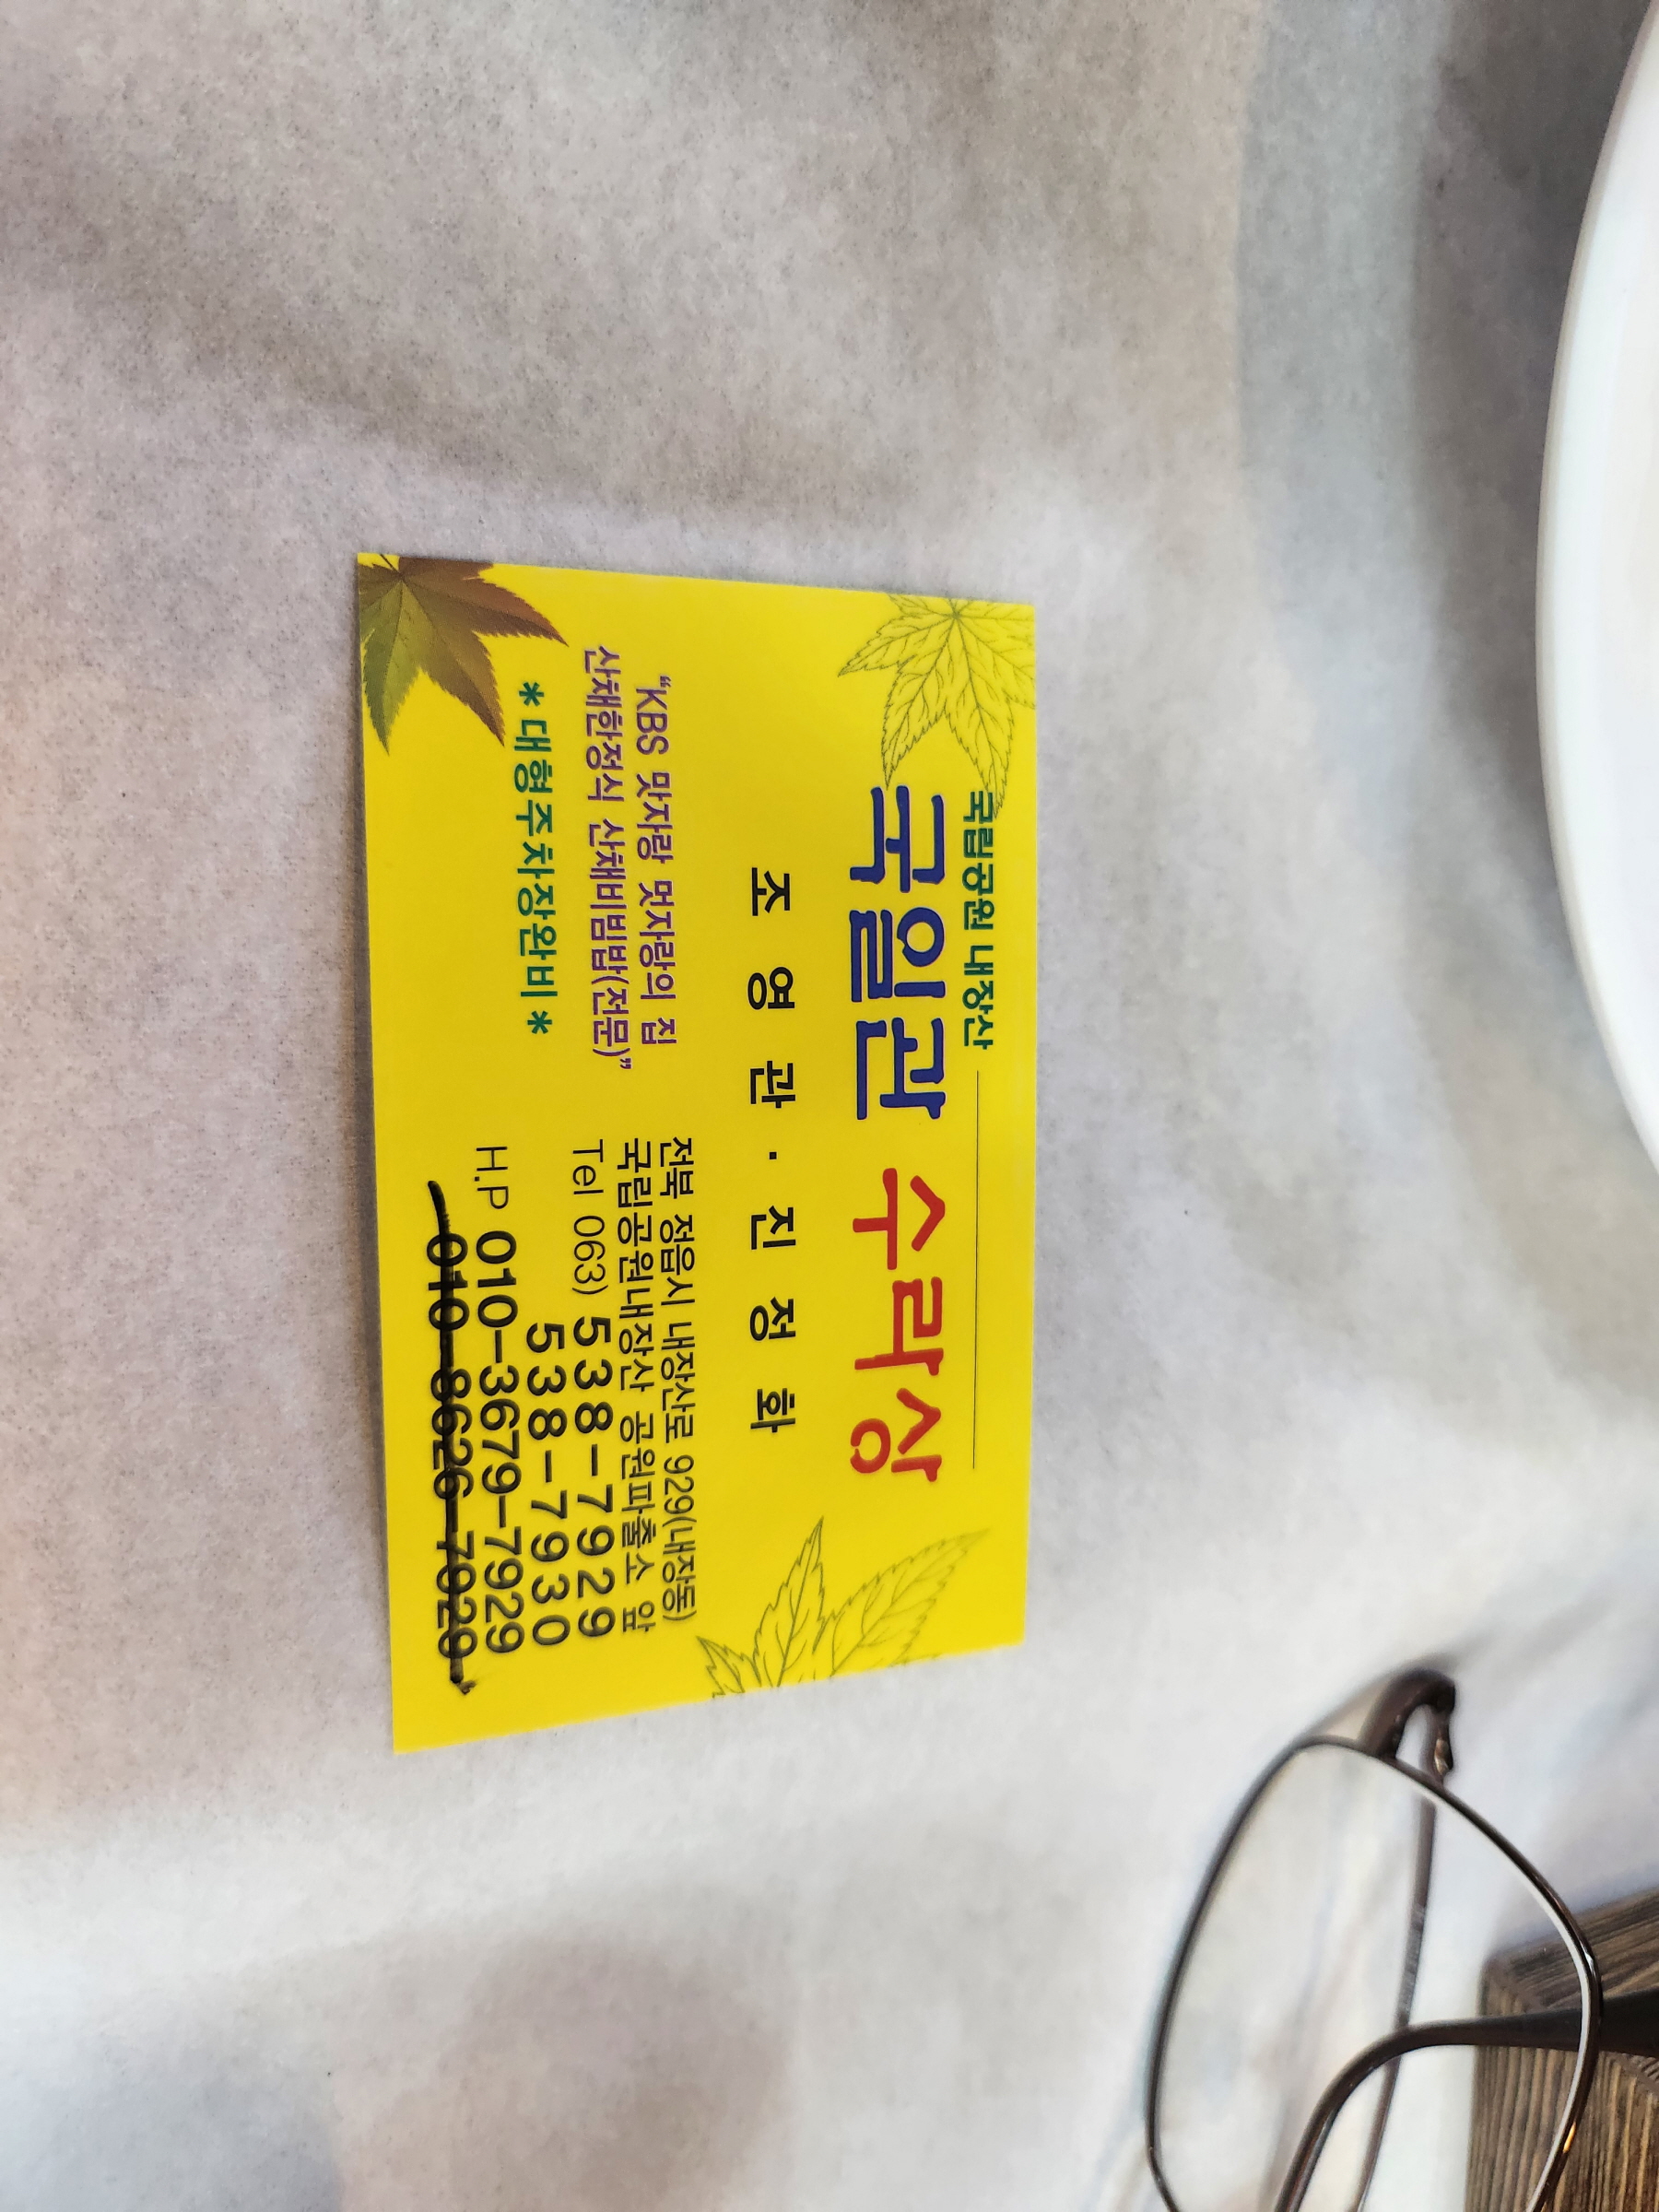 국립공원 내장산
국일관 수라상
조영관·진정화
"KBS 맛자랑 멋자랑의 집
산채한정식 산채비빔밥(전문)"
*대형주차장완비*
전북 정읍시 내장산로 929(내장동)
국립공원내장산 공원파출소 앞
Tel 063) 538-7929
538-7930
H.P 010-3679-7929
010-8626-7929